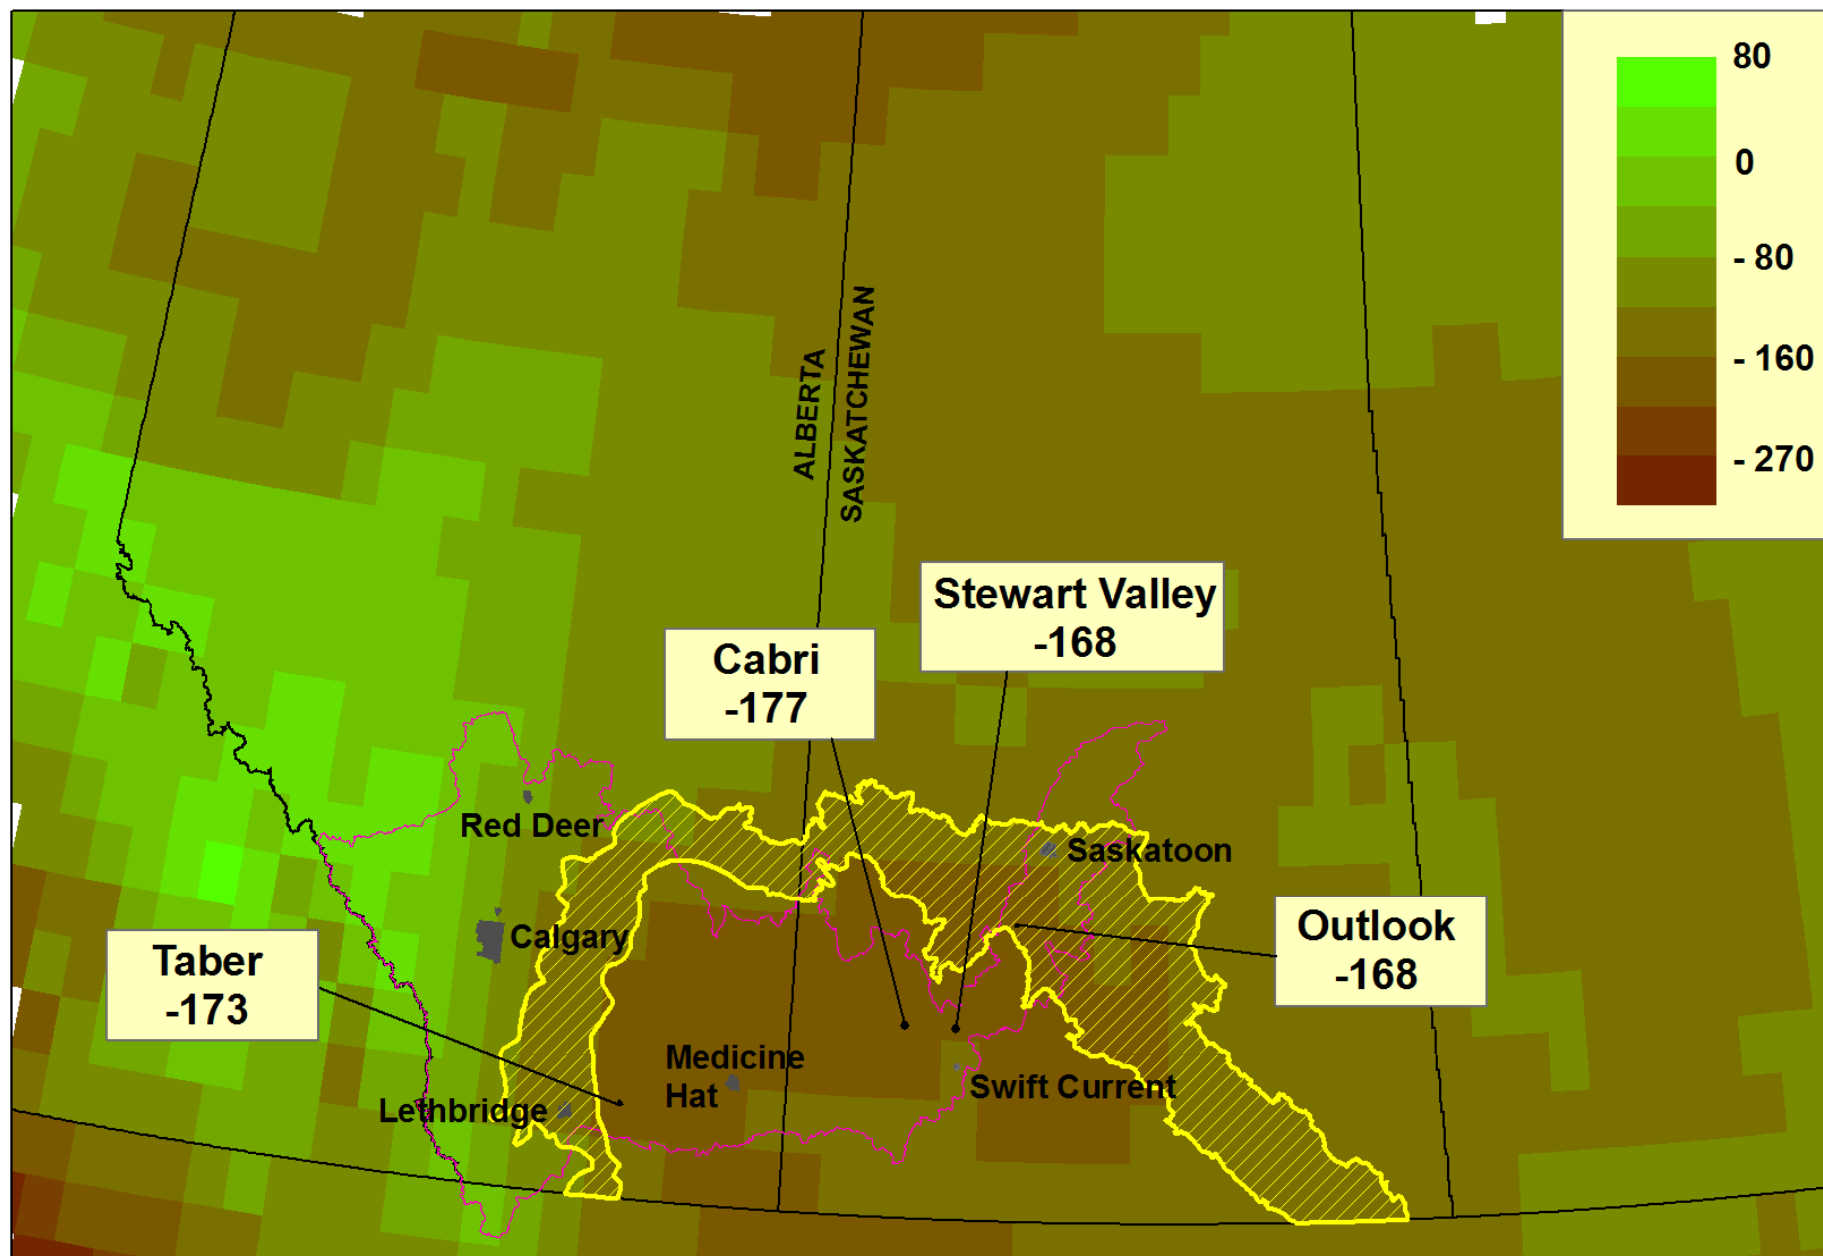 80
0
- 80
- 160
- 270
ALBERTA
SASKATCHEWAN
Stewart Valley
-168
Cabri
-177
Red Deer
Saskatoon
Calgary
Outlook
-168
Taber
-173
Medicine
Hat
Swift Current
Lethbridge